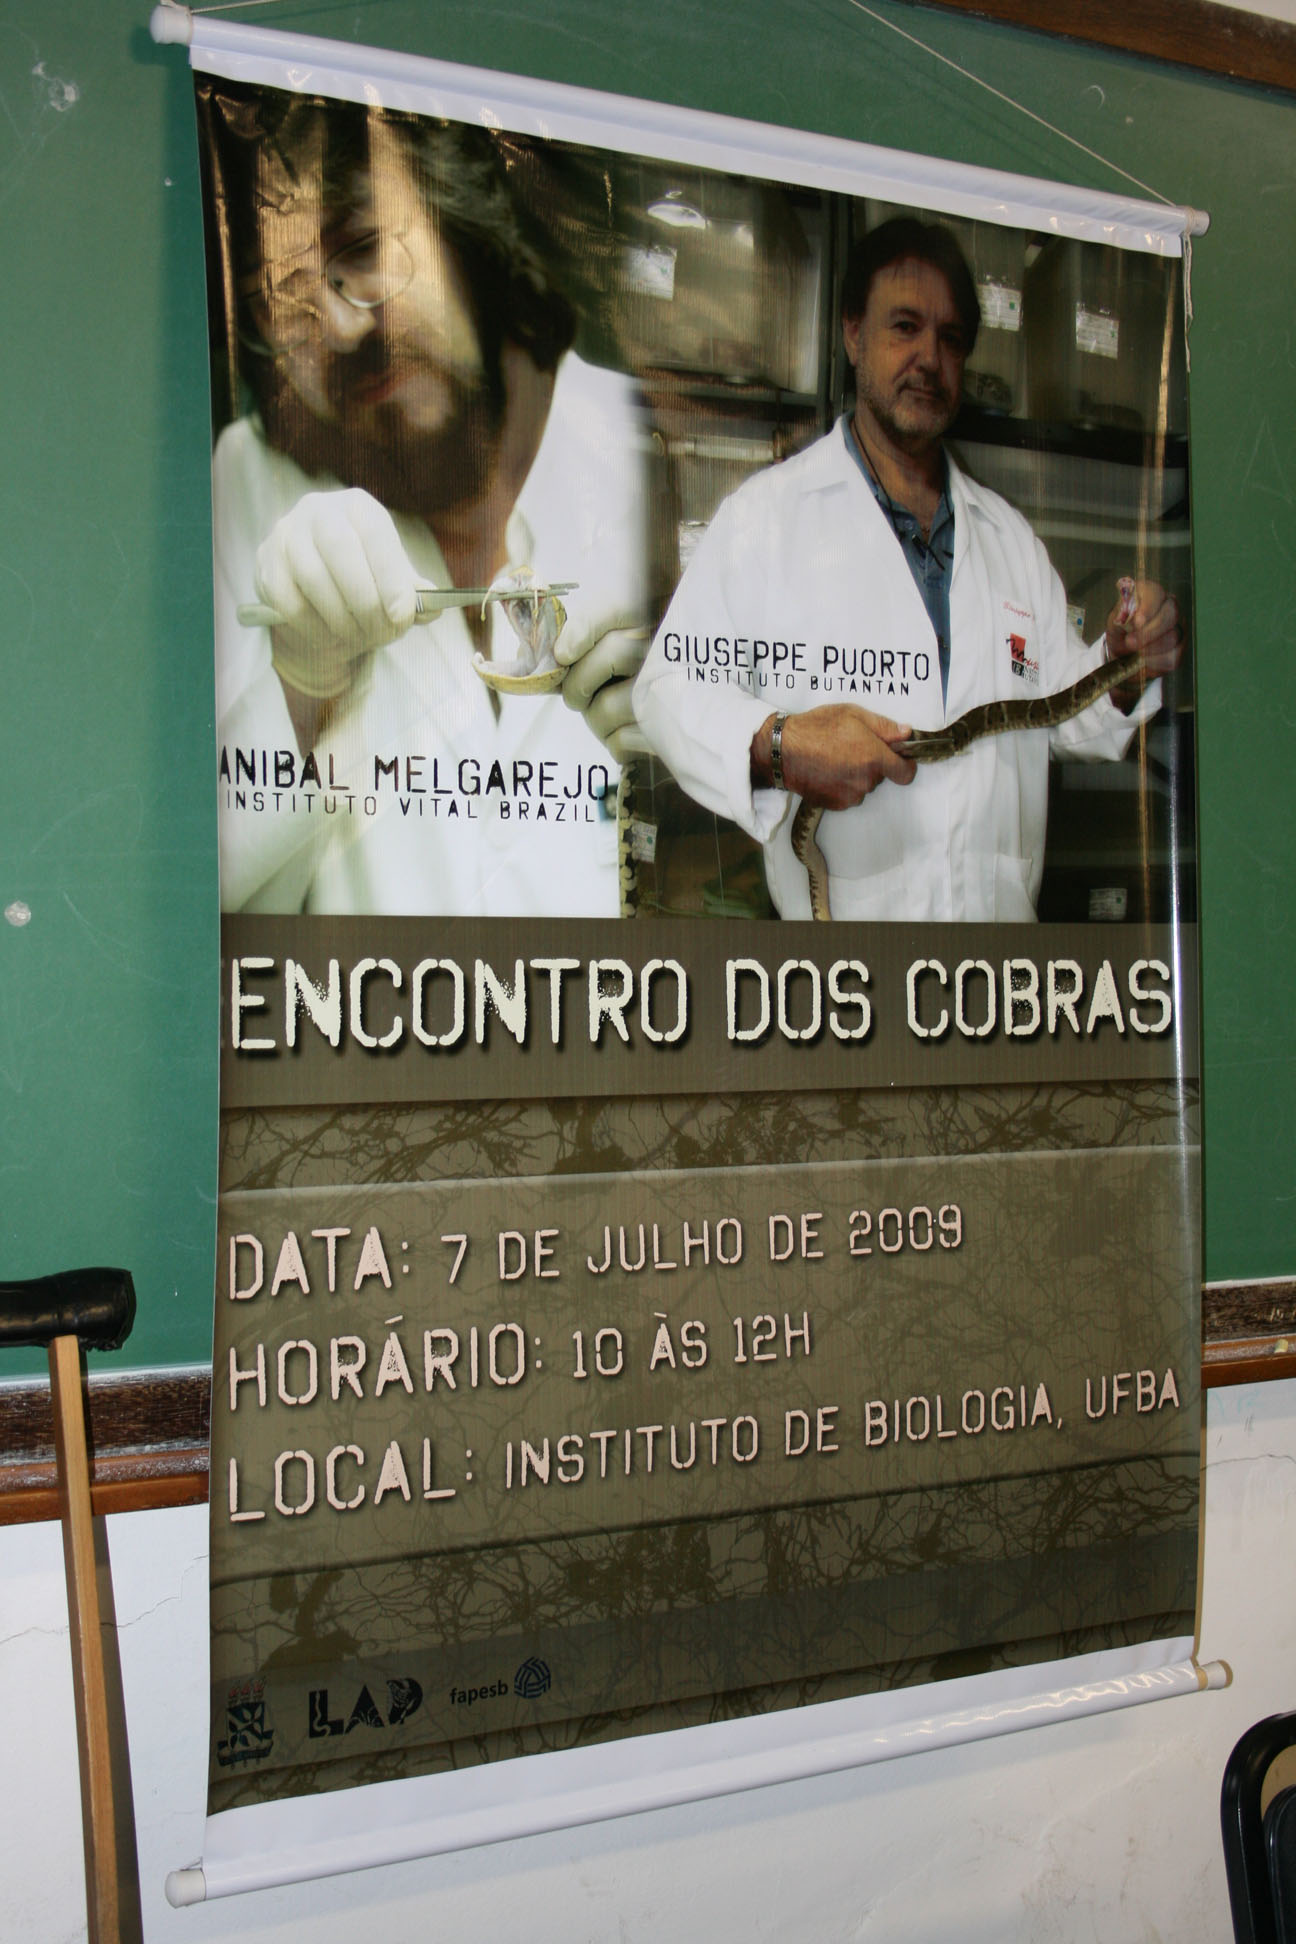 GIUSEPPE PUORTO
INSTITUTO BUTANTAN
ANIBAL MELGAREJO
INSTITUTO VITAL BRAZIL
ENCONTRO DOS COBRAS
DATA: 7 DE JULHO DE 2009
HORÁRIO: 10 ÀS 12H
LOCAL: INSTITUTO DE BIOLOGIA, UFBA
LAP
fapesb